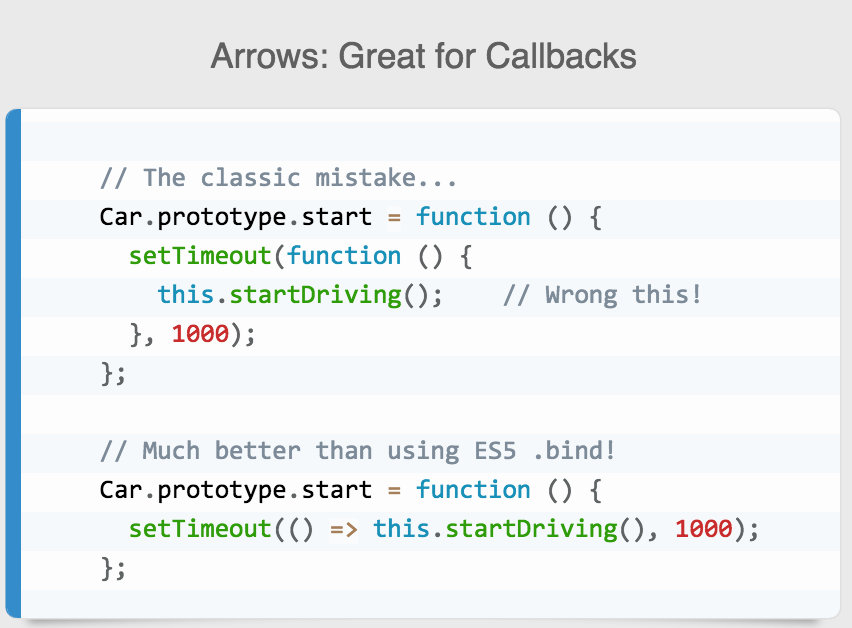 Arrows: Great for Callbacks
// The classic mistake...
Car.prototype.start = function () {
  setTimeout(function () {
    this.startDriving();    // Wrong this!
  }, 1000);
};
// Much better than using ES5 .bind!
Car.prototype.start = function () {
  setTimeout(() => this.startDriving(), 1000);
};